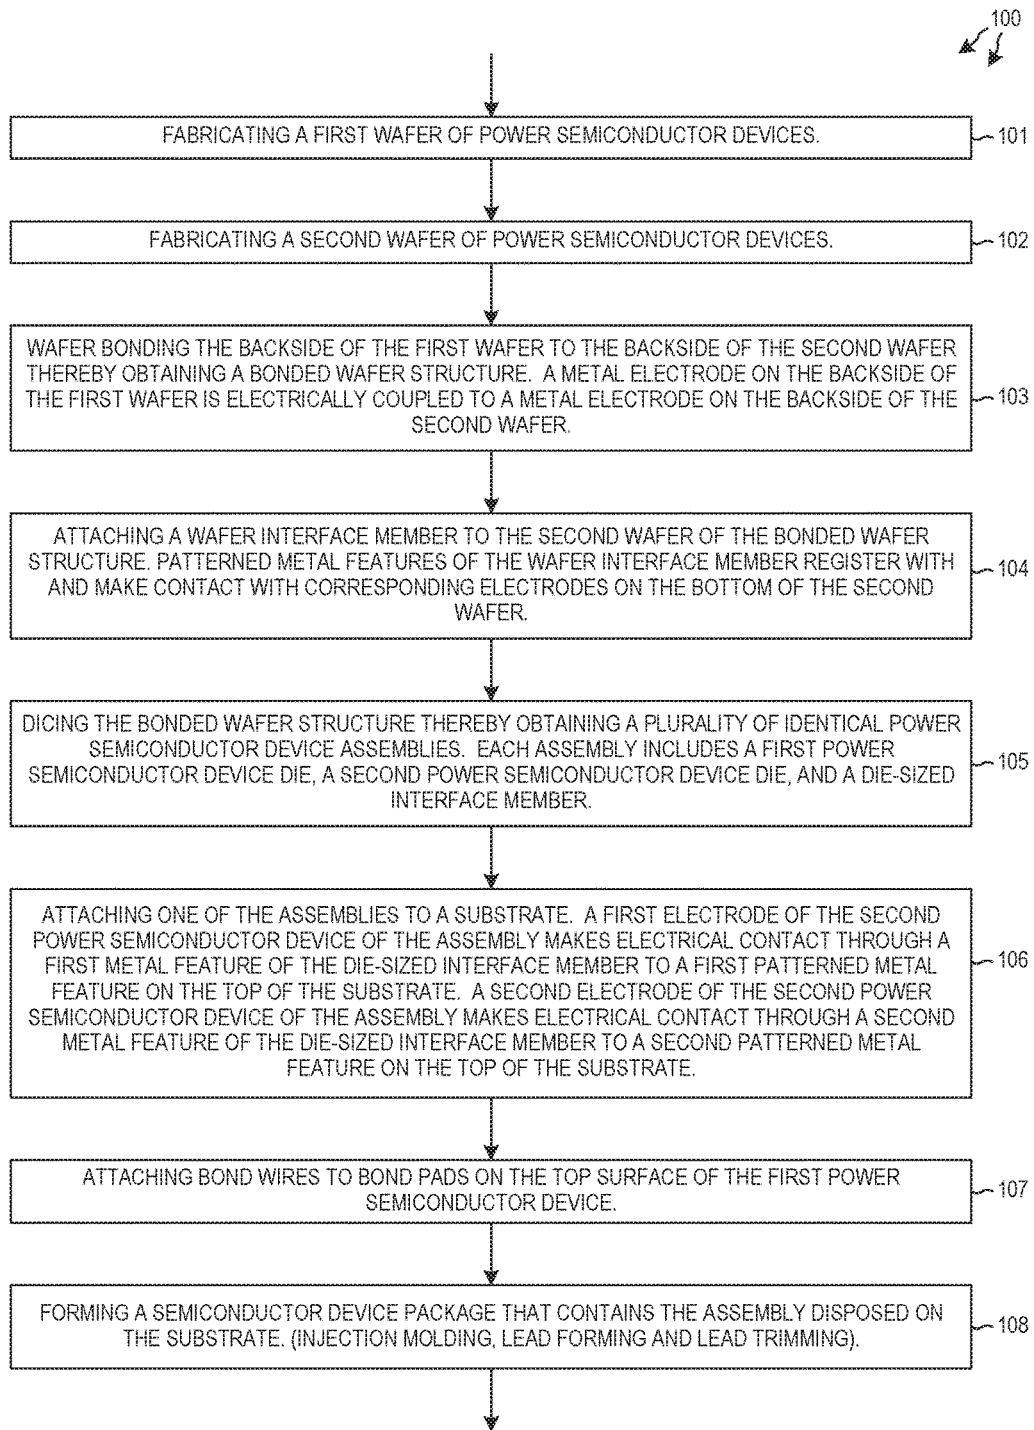 100
FABRICATING A FIRST WAFER OF POWER SEMICONDUCTOR DEVICES.
101
FABRICATING A SECOND WAFER OF POWER SEMICONDUCTOR DEVICES.
102
WAFER BONDING THE BACKSIDE OF THE FIRST WAFER TO THE BACKSIDE OF THE SECOND WAFER
THEREBY OBTAINING A BONDED WAFER STRUCTURE. A METAL ELECTRODE ON THE BACKSIDE OF
THE FIRST WAFER IS ELECTRICALLY COUPLED TO A METAL ELECTRODE ON THE BACKSIDE OF THE
SECOND WAFER.
103
ATTACHING A WAFER INTERFACE MEMBER TO THE SECOND WAFER OF THE BONDED WAFER
STRUCTURE. PATTERNED METAL FEATURES OF THE WAFER INTERFACE MEMBER REGISTER WITH
AND MAKE CONTACT WITH CORRESPONDING ELECTRODES ON THE BOTTOM OF THE SECOND
WAFER.
104
DICING THE BONDED WAFER STRUCTURE THEREBY OBTAINING A PLURALITY OF IDENTICAL POWER
SEMICONDUCTOR DEVICE ASSEMBLIES. EACH ASSEMBLY INCLUDES A FIRST POWER
SEMICONDUCTOR DEVICE DIE, A SECOND POWER SEMICONDUCTOR DEVICE DIE, AND A DIE-SIZED
INTERFACE MEMBER.
105
ATTACHING ONE OF THE ASSEMBLIES TO A SUBSTRATE. A FIRST ELECTRODE OF THE SECOND
POWER SEMICONDUCTOR DEVICE OF THE ASSEMBLY MAKES ELECTRICAL CONTACT THROUGH A
FIRST METAL FEATURE OF THE DIE-SIZED INTERFACE MEMBER TO A FIRST PATTERNED METAL
FEATURE ON THE TOP OF THE SUBSTRATE. A SECOND ELECTRODE OF THE SECOND POWER
SEMICONDUCTOR DEVICE OF THE ASSEMBLY MAKES ELECTRICAL CONTACT THROUGH A SECOND
METAL FEATURE OF THE DIE-SIZED INTERFACE MEMBER TO A SECOND PATTERNED METAL
FEATURE ON THE TOP OF THE SUBSTRATE.
106
ATTACHING BOND WIRES TO BOND PADS ON THE TOP SURFACE OF THE FIRST POWER
SEMICONDUCTOR DEVICE.
107
FORMING A SEMICONDUCTOR DEVICE PACKAGE THAT CONTAINS THE ASSEMBLY DISPOSED ON
THE SUBSTRATE. (INJECTION MOLDING, LEAD FORMING AND LEAD TRIMMING).
108